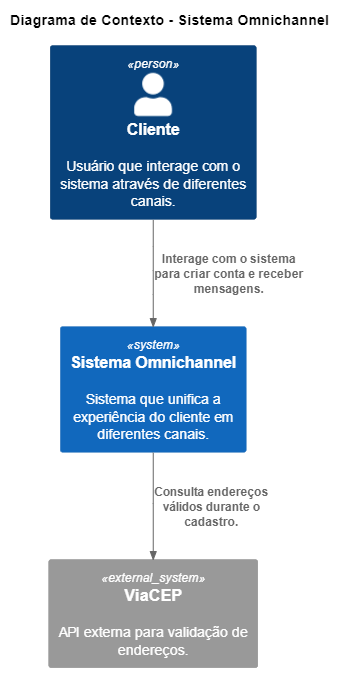 Diagrama de Contexto - Sistema Omnichannel
«person»
Cliente
Usuário que interage com o
sistema através de diferentes
canais.
Interage com o sistema
para criar conta e receber
mensagens.
«system»
Sistema Omnichannel
Sistema que unifica a
experiência do cliente em
diferentes canais.
Consulta endereços
válidos durante o
cadastro.
«external_system»
ViaCEP
API externa para validação de
endereços.